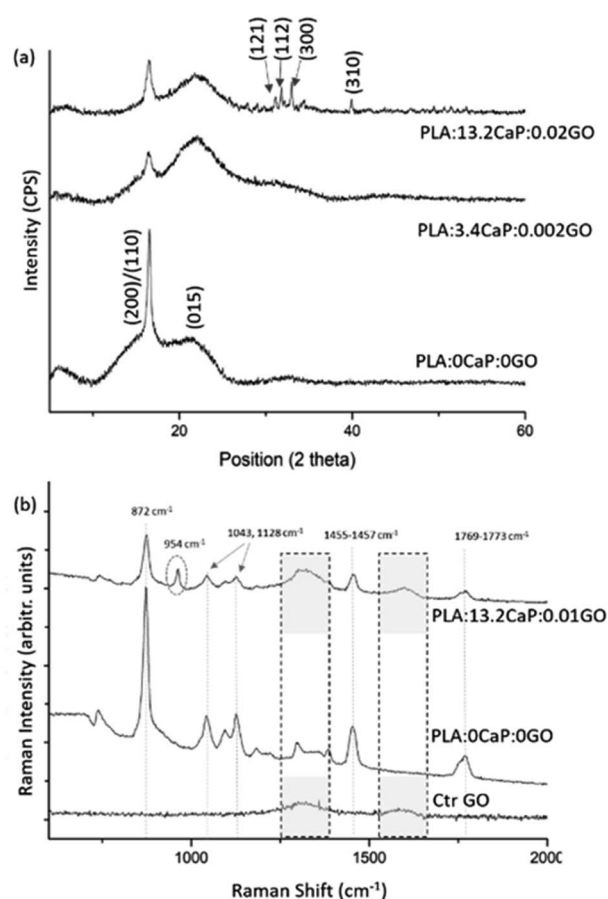 (a)
(121)
(112)
(300)
(310)
PLA:13.2CaP:0.02GO
PLA:3.4CaP:0.002GO
(200)/(110)
(015)
PLA:0CaP:0GO
Intensity (CPS)
20
40
60
Position (2 theta)
(b)
872 cm-1
954 cm-1
1043, 1128 cm-1
1455-1457 cm-1
1769-1773 cm-1
PLA:13.2CaP:0.01GO
PLA:0CaP:0GO
Ctr GO
Raman Intensity (arbitr. units)
1000
1500
2000
Raman Shift (cm-1)